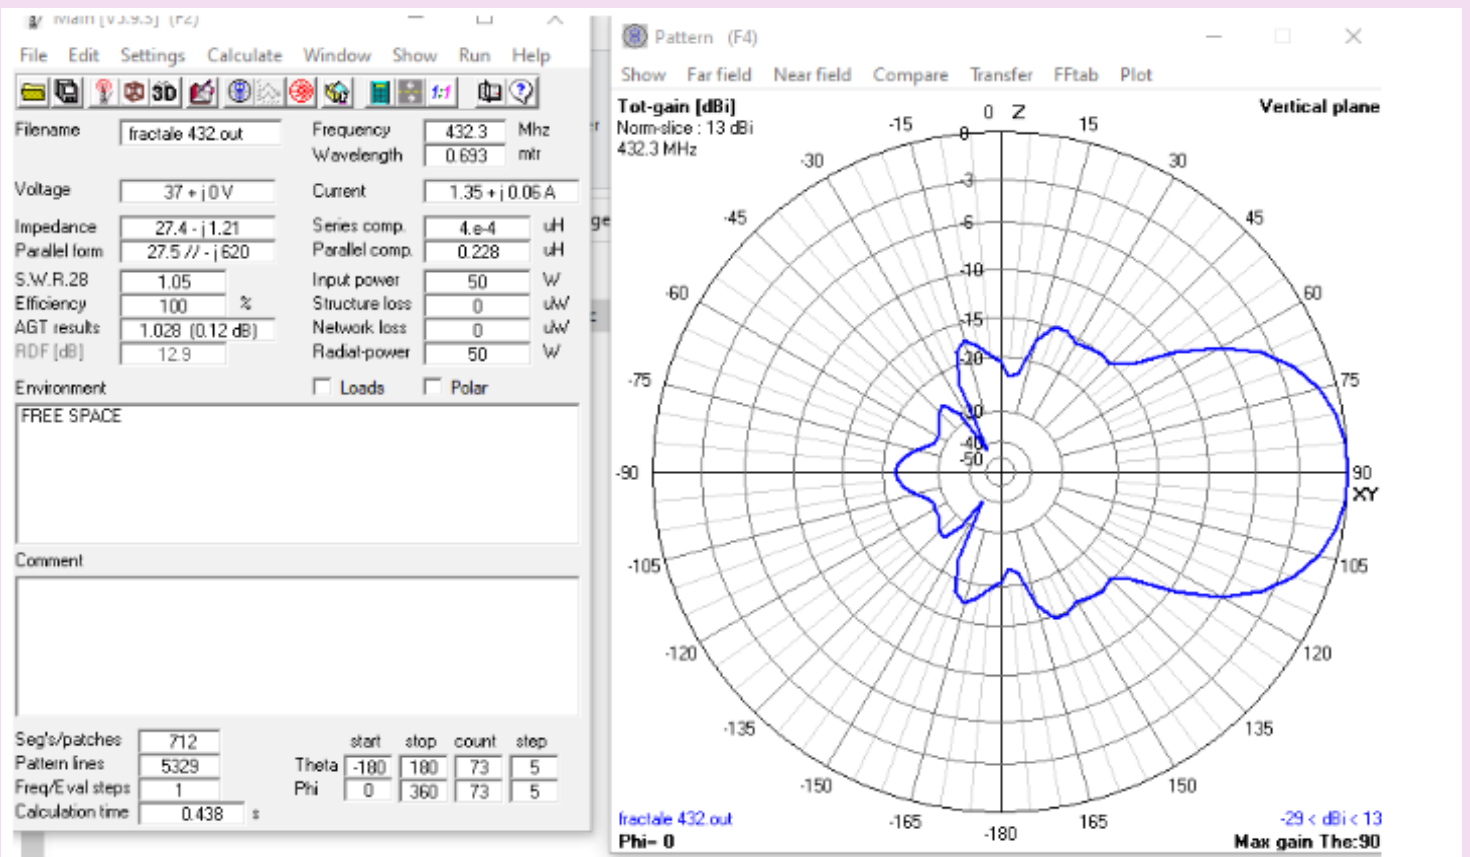 Main [V5.9.5] (F2)
File Edit Settings Calculate Window Show Run Help
3D 1:1
Filename fractale 432.out Frequency 432.3 Mhz
Wavelength 0.693 mtr
Voltage 37 + j 0 V Current 1.35 + j 0.06 A
Impedance 27.4 - j 1.21 Series comp. 4.e-4 uH
Parallel form 27.5 // - j 620 Parallel comp. 0.228 uH
S.W.R.28 1.05 Input power 50 W
Efficiency 100 % Structure loss 0 uW
AGT results 1.028 (0.12 dB) Network loss 0 uW
RDF [dB] 12.9 Radiat-power 50 W
Environment Loads Polar
FREE SPACE
Comment
Seg's/patches 712 start stop count step
Pattern lines 5329 Theta -180 180 73 5
Freq/Eval steps 1 Phi 0 360 73 5
Calculation time 0.438 s
ge
Pattern (F4)
Show Far field Near field Compare Transfer FFtab Plot
Tot-gain [dBi] 0 Z Vertical plane
Norm-slice : 13 dBi -15 15
432.3 MHz
0
-30 30
-3
-45 45
-6
-10
-60 60
-15
-20
-75 75
-30
-40
-50
-90 90
XY
-105 105
-120 120
-135 135
-150 150
fractale 432.out -165 165 -29 < dBi < 13
-180
Phi= 0 Max gain The:90